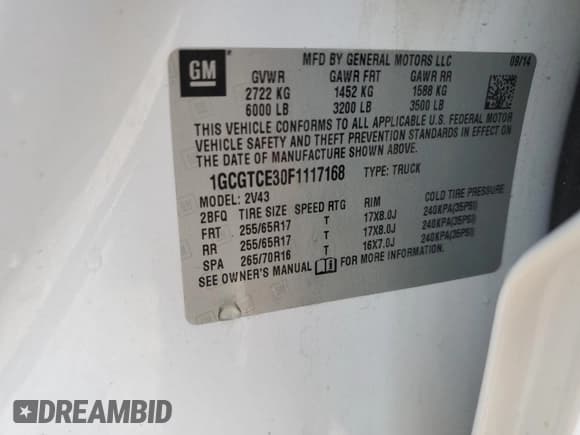 GM
MFD BY GENERAL MOTORS LLC 09/14
GVWR GAWR FRT GAWR RR
2722 KG 1452 KG 1588 KG
6000 LB 3200 LB 3500 LB
THIS VEHICLE CONFORMS TO ALL APPLICABLE U.S. FEDERAL MOTOR
VEHICLE SAFETY AND THEFT PREVENTION STANDARDS IN EFFECT ON
THE DATE OF MANUFACTURE SHOWN ABOVE.
1GCGTCE30F1117168 TYPE: TRUCK
MODEL: 2V43
2BFQ TIRE SIZE SPEED RTG RIM COLD TIRE PRESSURE
FRT 255/65R17 T 17X8.0J 240KPA(35PSI)
RR 255/65R17 T 17X8.0J 240KPA(35PSI)
SPA 265/70R16 T 16X7.0J 240KPA(35PSI)
SEE OWNER'S MANUAL FOR MORE INFORMATION.
DREAMBID